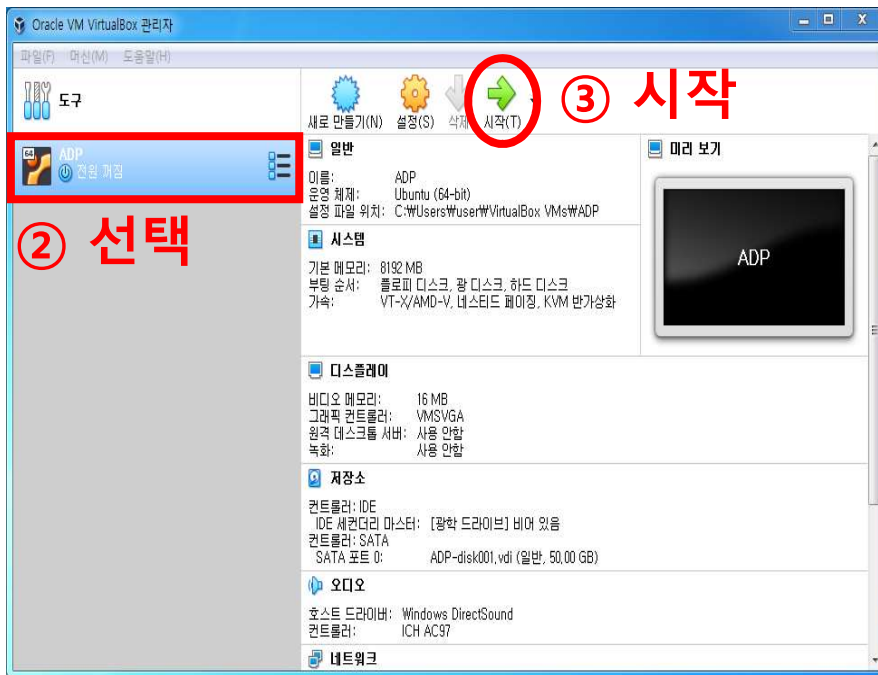 Oracle VM VirtualBox 관리자
파일(F) 머신(M) 도움말(H)
도구
새로 만들기(N) 설정(S) 삭제 시작(T)
③ 시작
64
ADP
전원 꺼짐
② 선택
일반
이름: ADP
운영 체제: Ubuntu (64-bit)
설정 파일 위치: C:₩Users₩user₩VirtualBox VMs₩ADP
미리 보기
ADP
시스템
기본 메모리: 8192 MB
부팅 순서: 플로피 디스크, 광 디스크, 하드 디스크
가속: VT-x/AMD-V, 네스티드 페이징, KVM 반가상화
디스플레이
비디오 메모리: 16 MB
그래픽 컨트롤러: VMSVGA
원격 데스크톱 서버: 사용 안함
녹화: 사용 안함
저장소
컨트롤러: IDE
IDE 세컨더리 마스터: [광학 드라이브] 비어 있음
컨트롤러: SATA
SATA 포트 0: ADP-disk001.vdi (일반, 50,00 GB)
오디오
호스트 드라이버: Windows DirectSound
컨트롤러: ICH AC97
네트워크